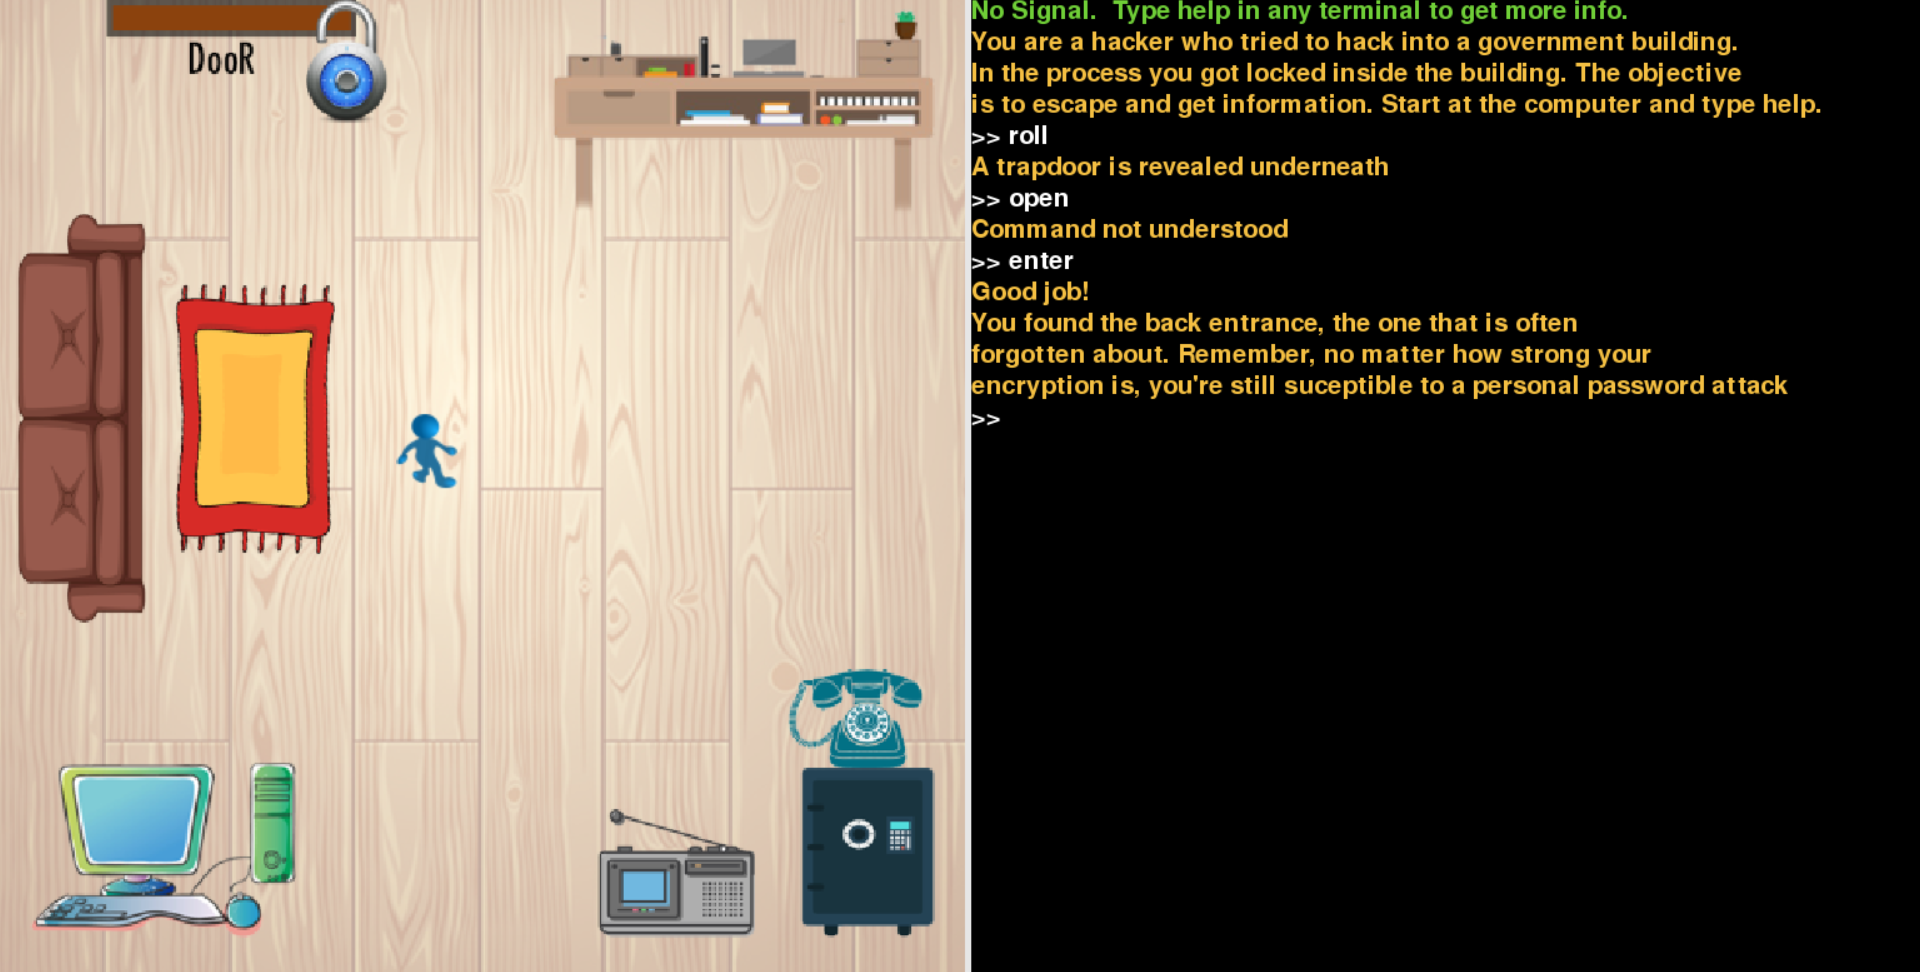 DooR
No Signal.  Type help in any terminal to get more info.
You are a hacker who tried to hack into a government building.
In the process you got locked inside the building. The objective
is to escape and get information. Start at the computer and type help.
>> roll
A trapdoor is revealed underneath
>> open
Command not understood
>> enter
Good job!
You found the back entrance, the one that is often
forgotten about. Remember, no matter how strong your
encryption is, you're still suceptible to a personal password attack
>>